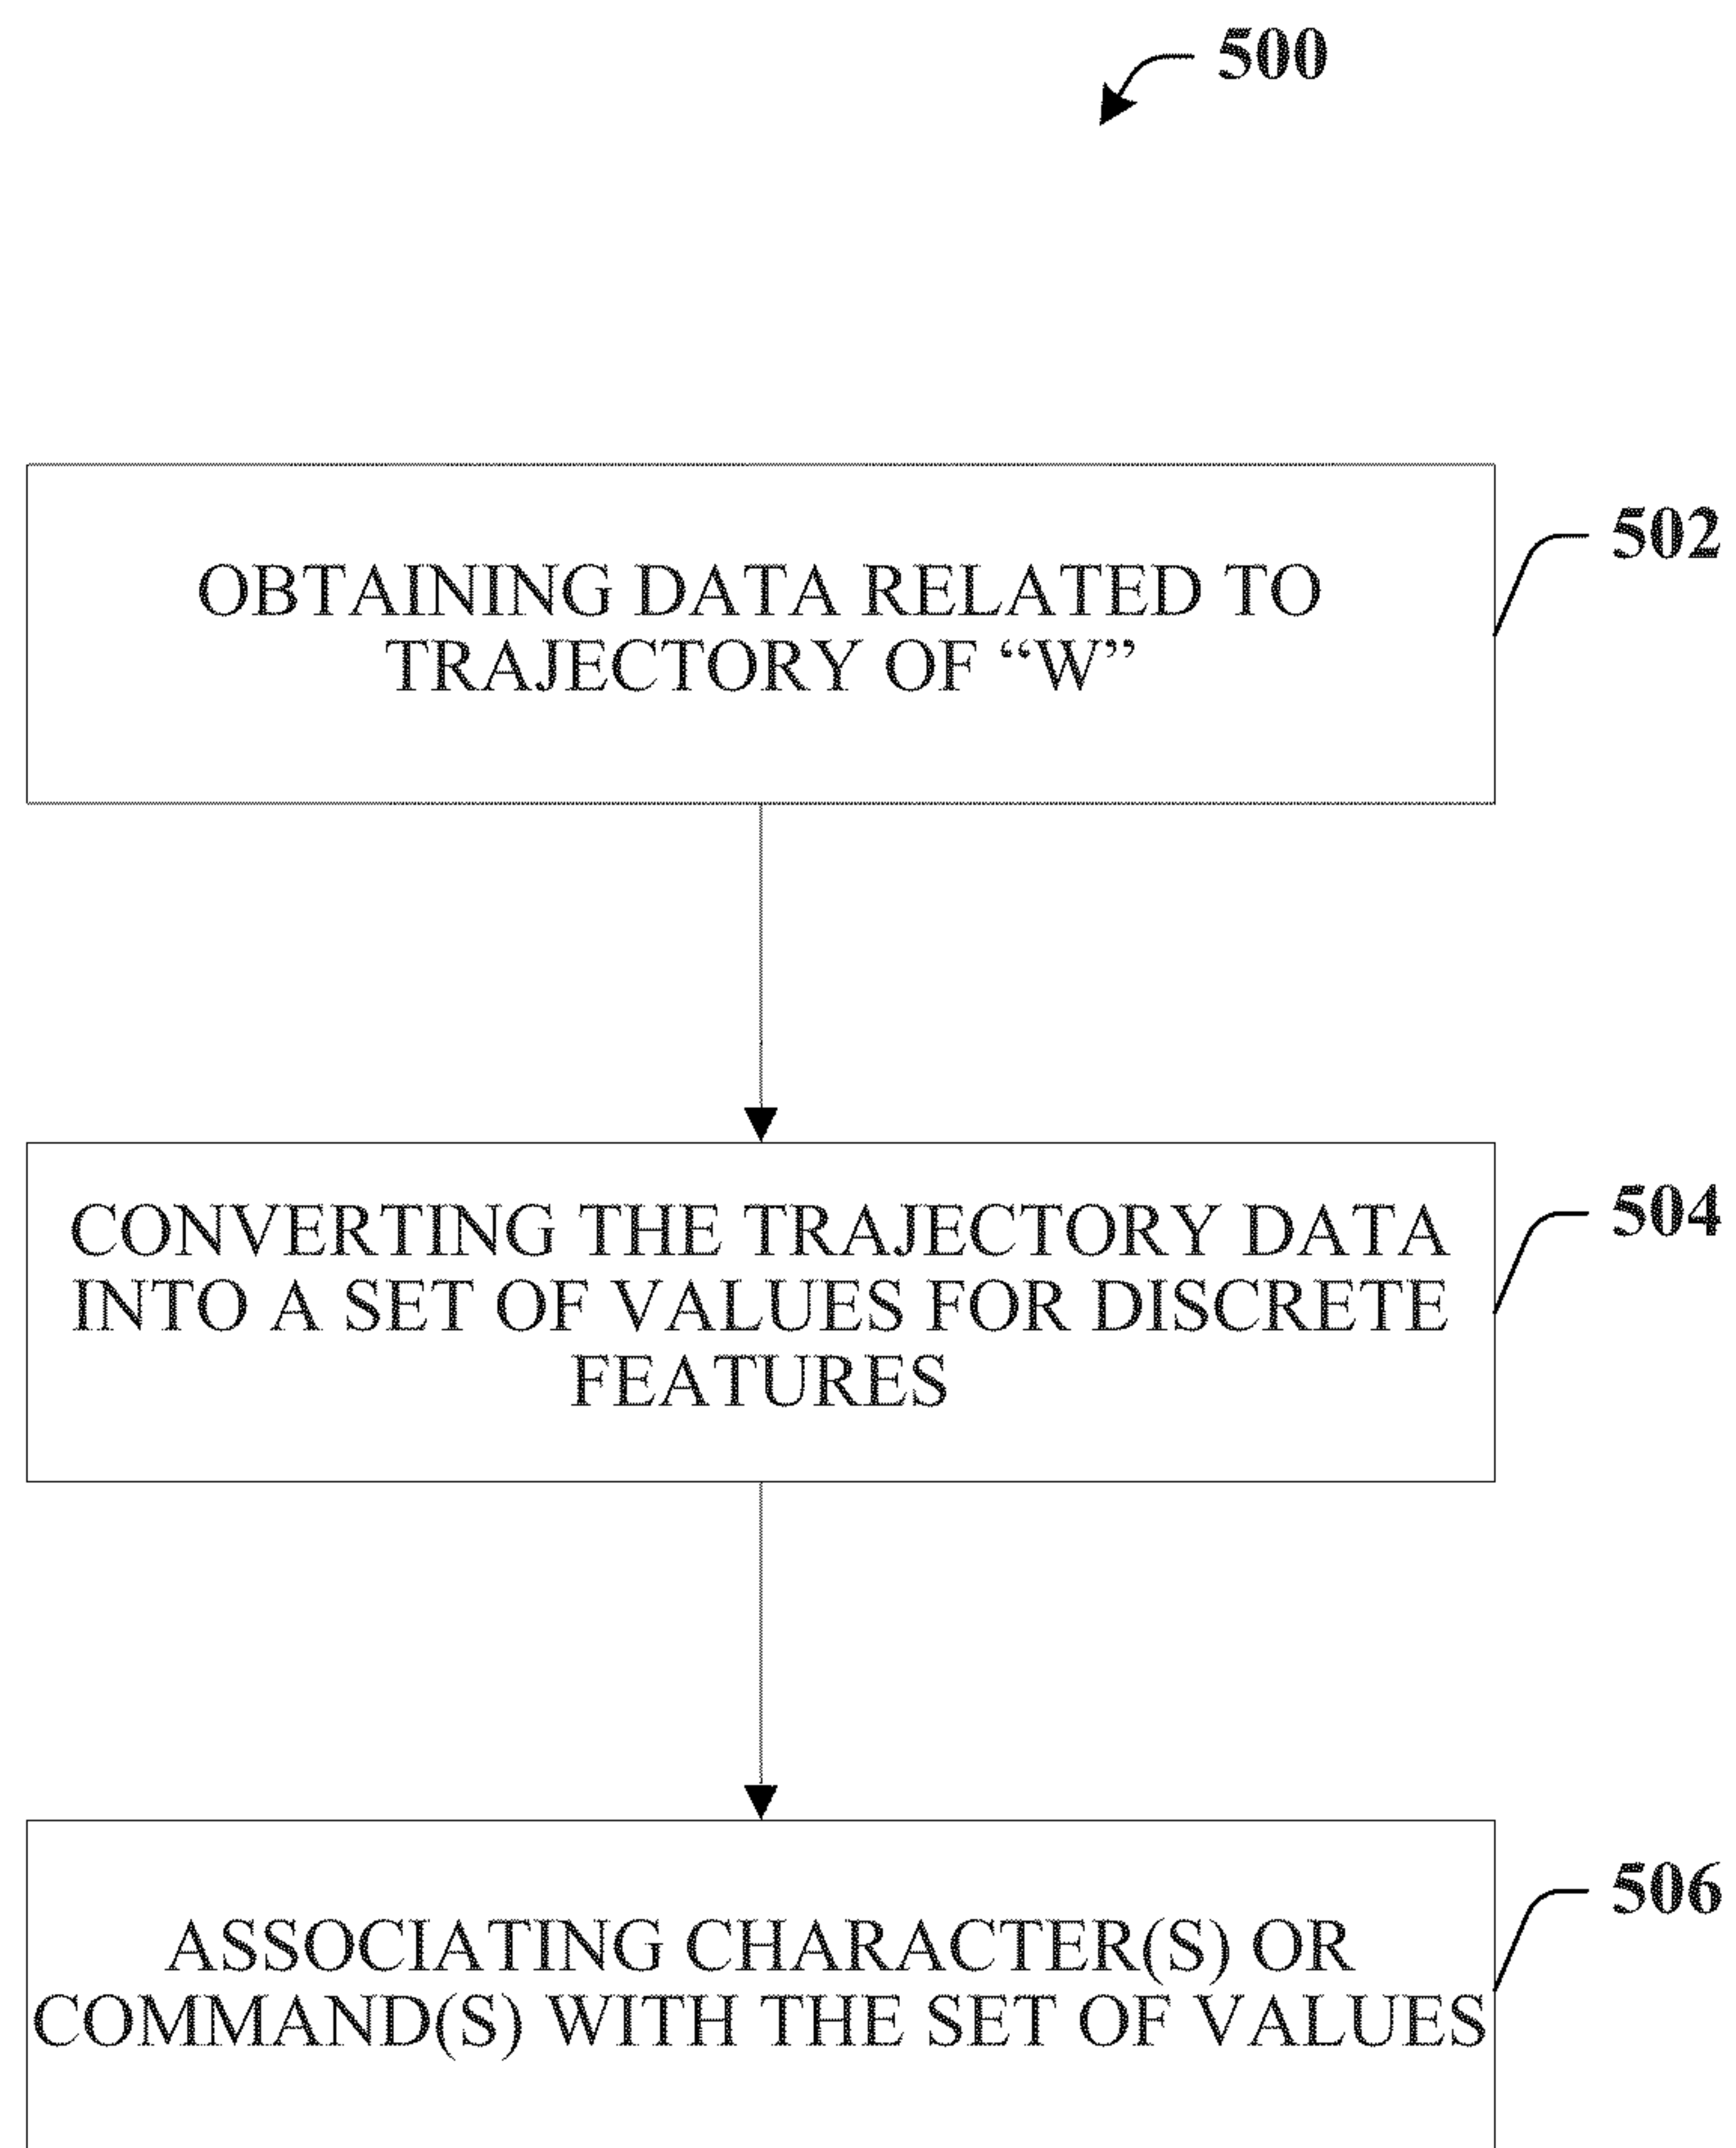 500
OBTAINING DATA RELATED TO
TRAJECTORY OF “W”
502
CONVERTING THE TRAJECTORY DATA
INTO A SET OF VALUES FOR DISCRETE
FEATURES
504
ASSOCIATING CHARACTER(S) OR
COMMAND(S) WITH THE SET OF VALUES
506